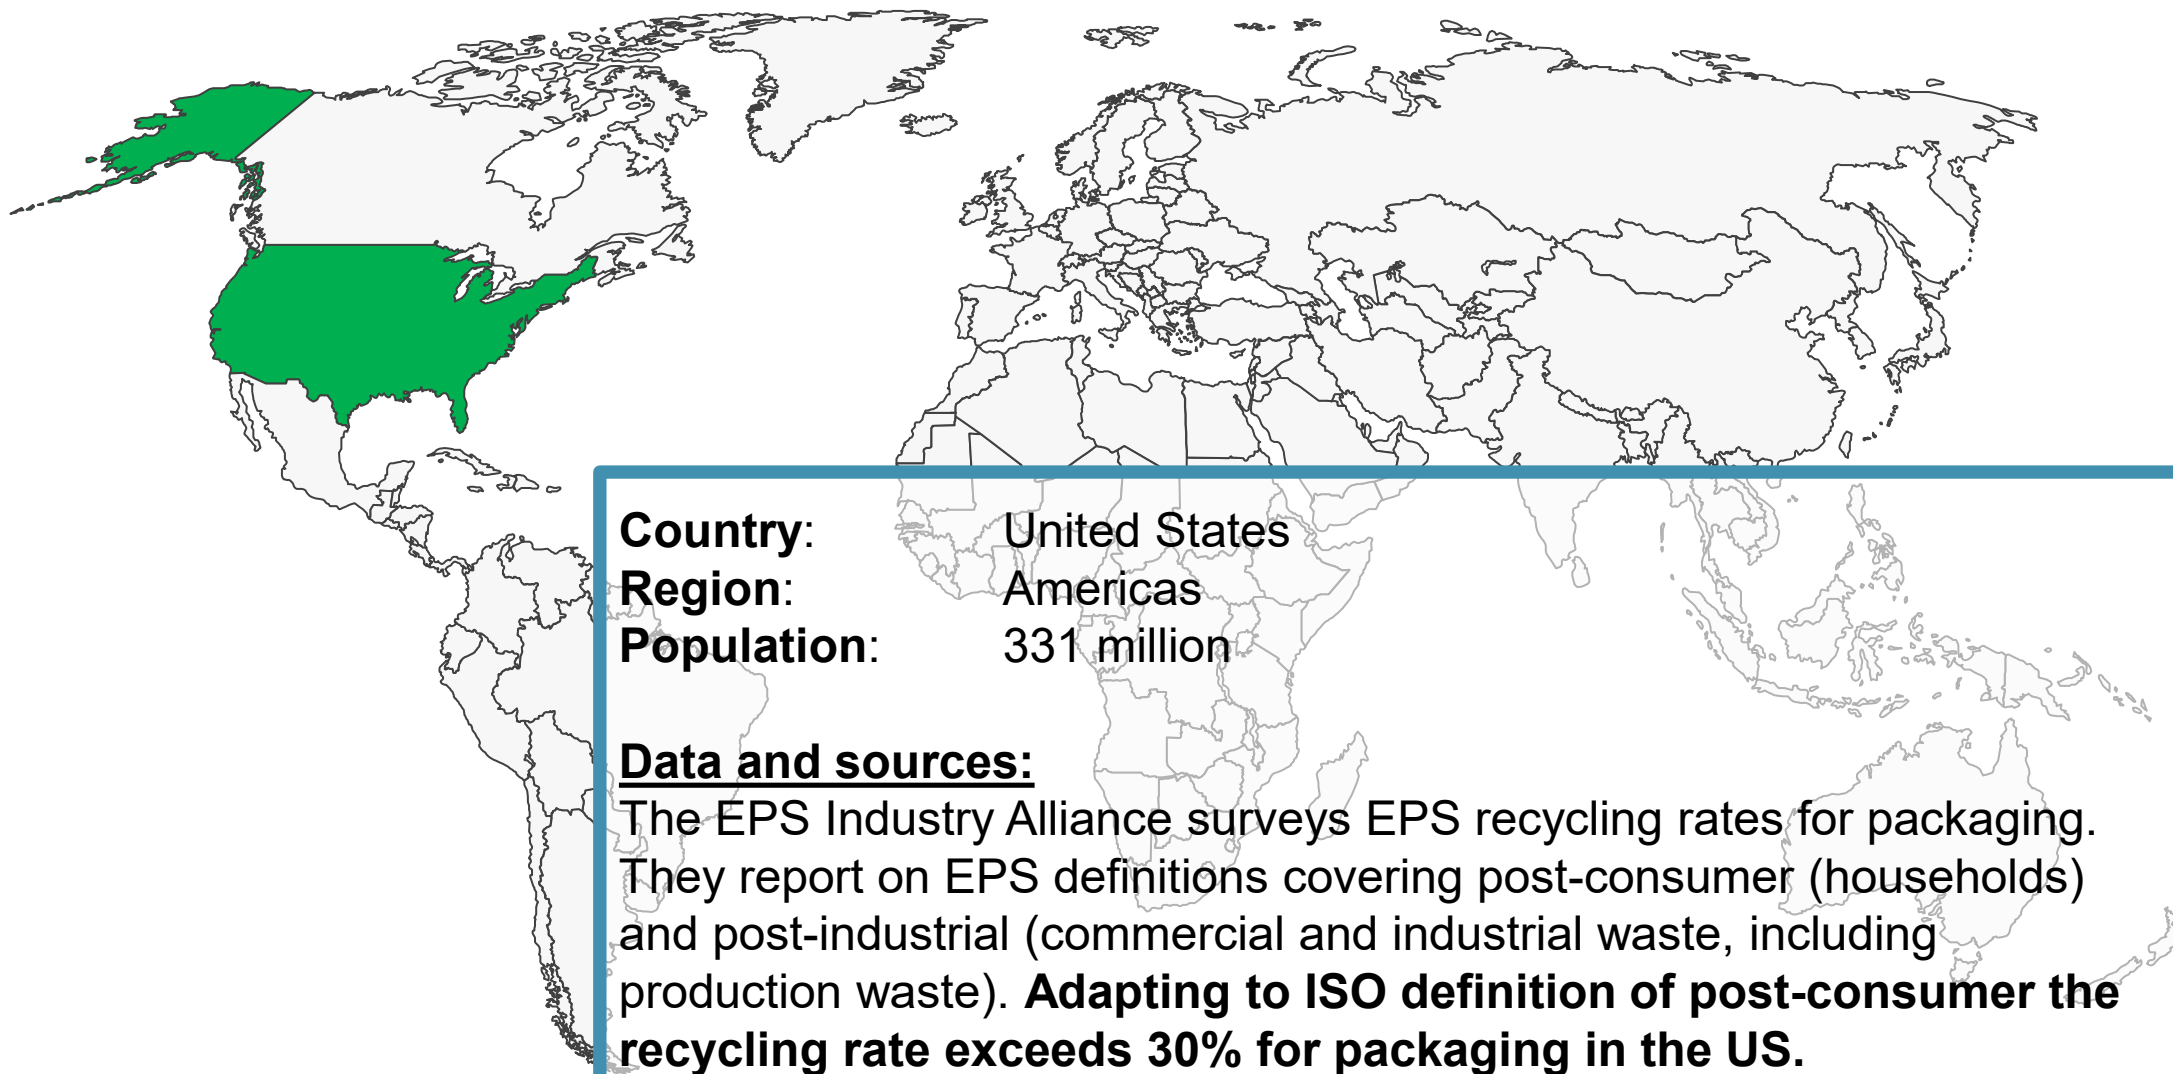 Country: United States
Region: Americas
Population: 331 million
Data and sources:
The EPS Industry Alliance surveys EPS recycling rates for packaging.
They report on EPS definitions covering post-consumer (households)
and post-industrial (commercial and industrial waste, including
production waste). Adapting to ISO definition of post-consumer the
recycling rate exceeds 30% for packaging in the US.